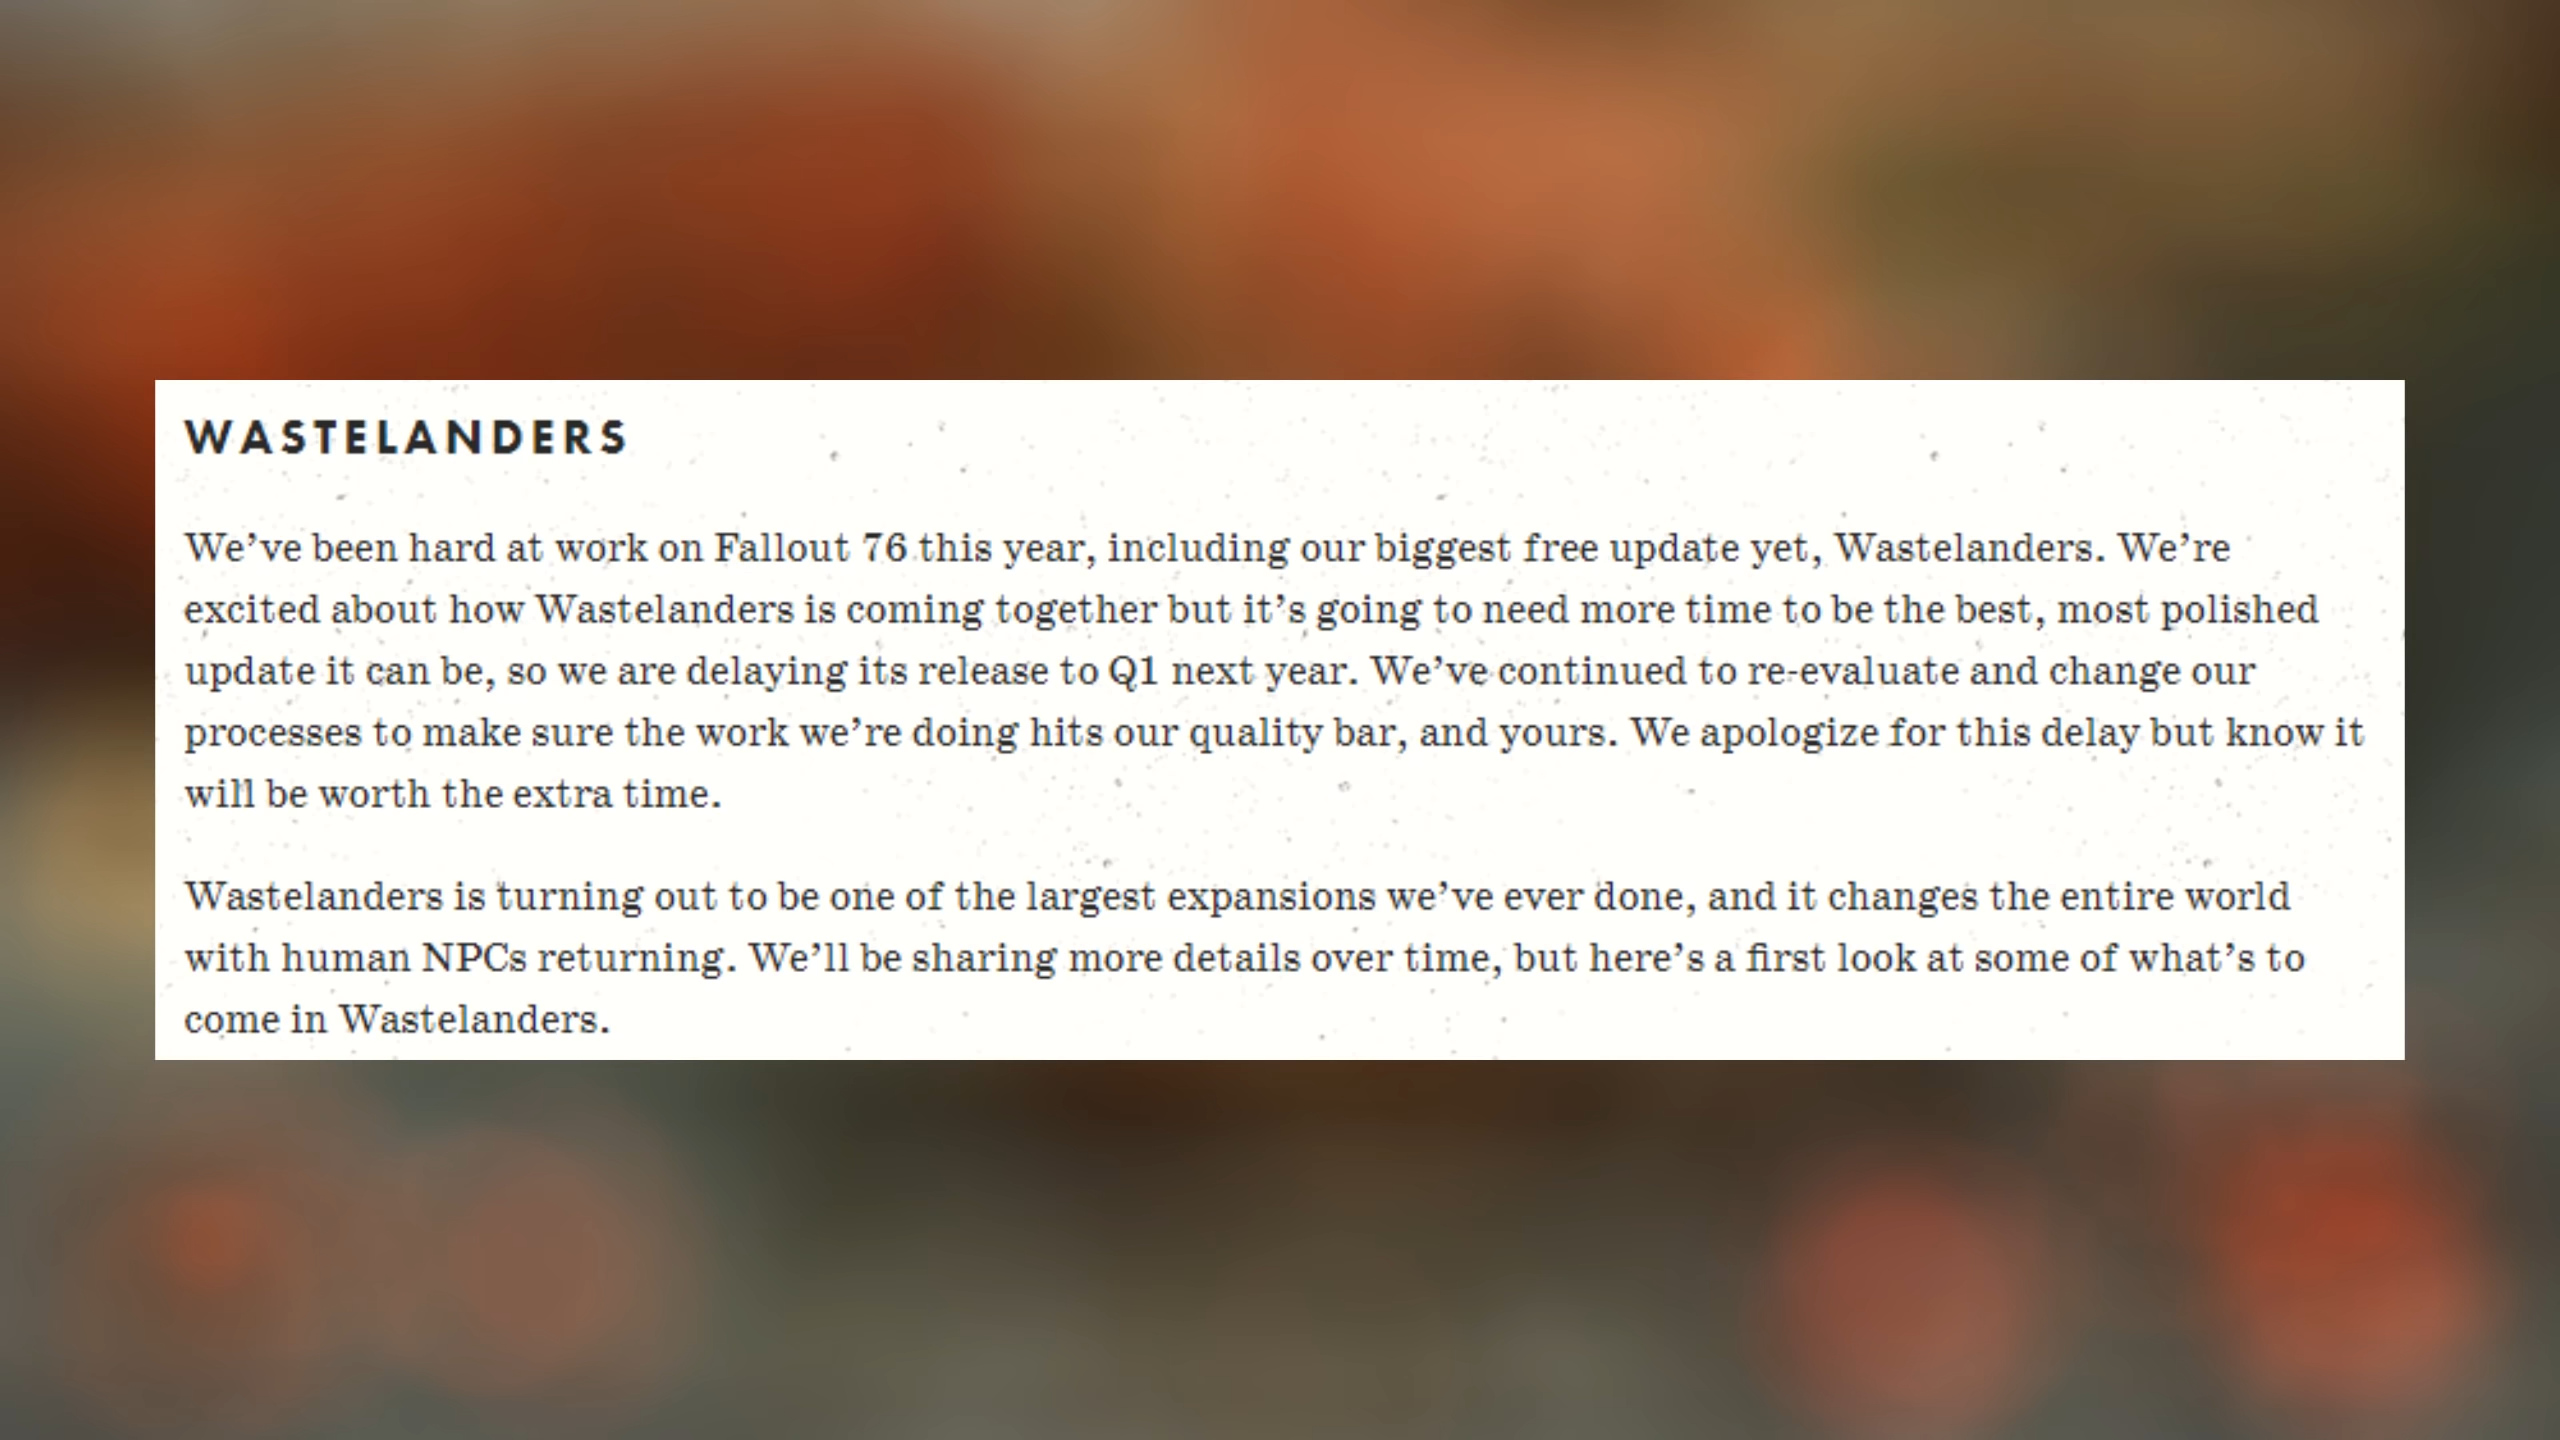 WASTELANDERS
We’ve been hard at work on Fallout 76 this year, including our biggest free update yet, Wastelanders. We’re
excited about how Wastelanders is coming together but it’s going to need more time to be the best, most polished
update it can be, so we are delaying its release to Q1 next year. We’ve continued to re-evaluate and change our
processes to make sure the work we’re doing hits our quality bar, and yours. We apologize for this delay but know it
will be worth the extra time.
Wastelanders is turning out to be one of the largest expansions we’ve ever done, and it changes the entire world
with human NPCs returning. We’ll be sharing more details over time, but here’s a first look at some of what’s to
come in Wastelanders.